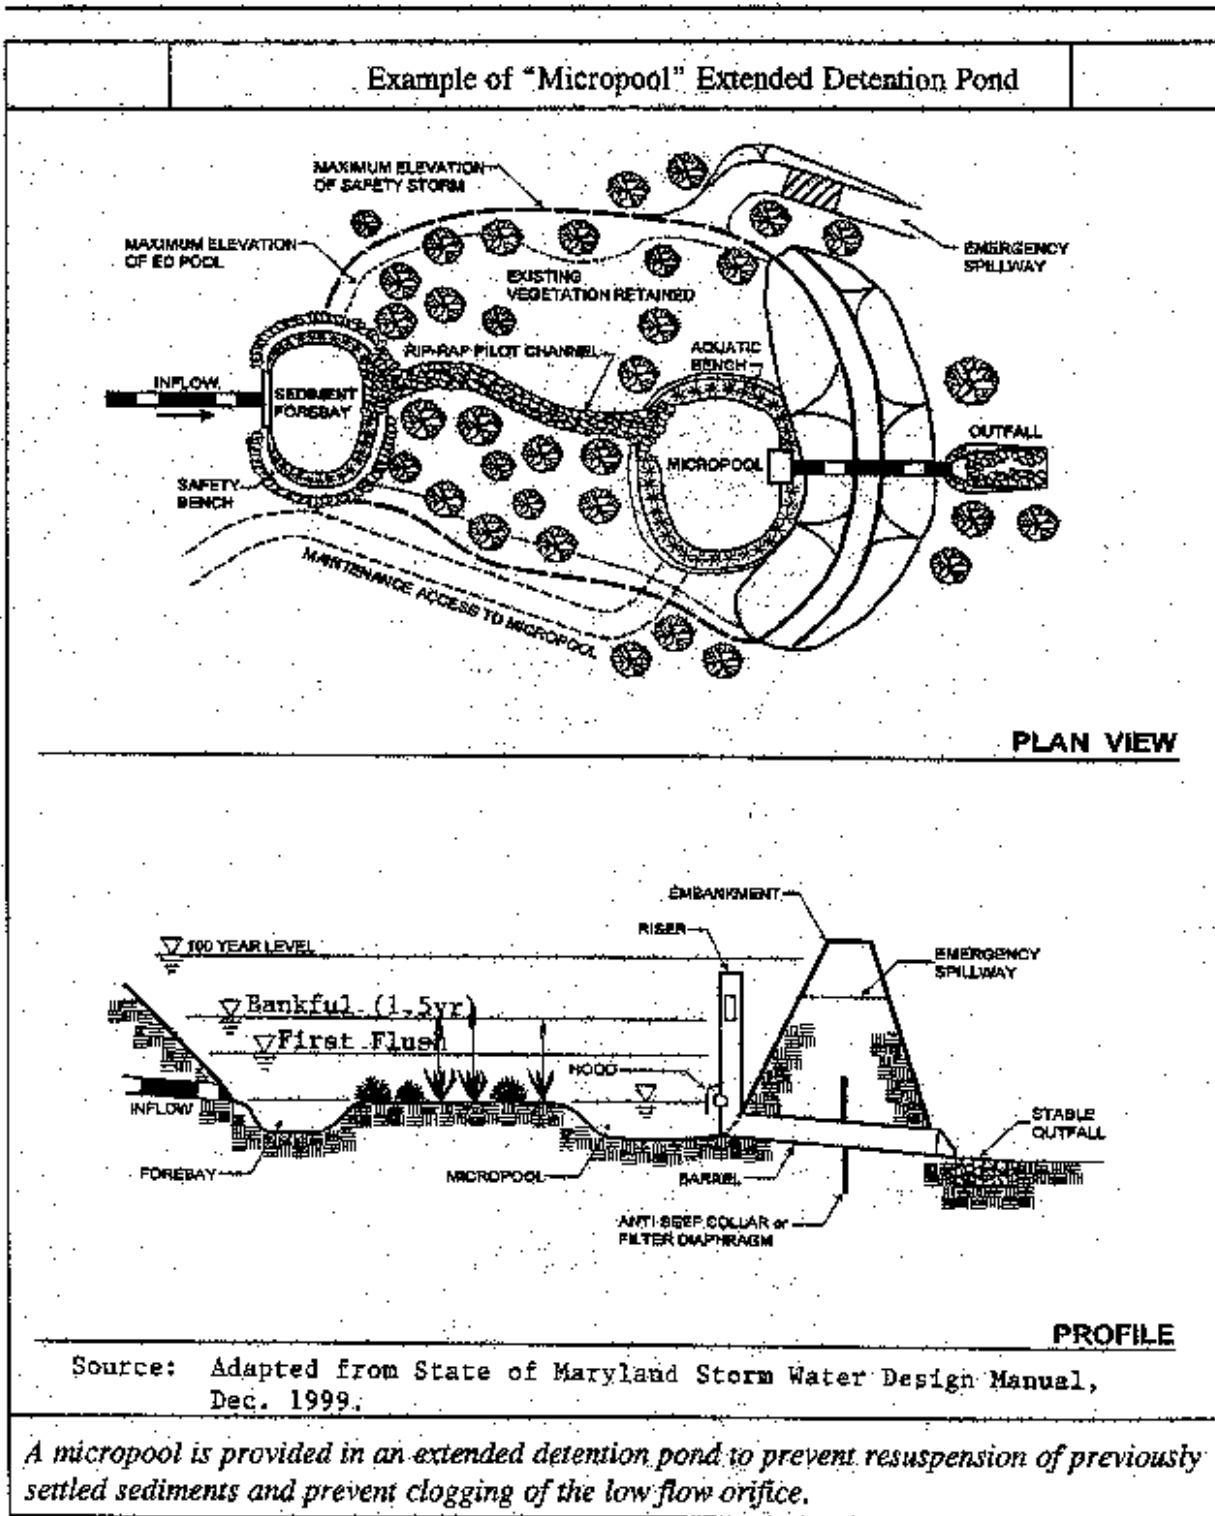 Example of “Micropool” Extended Detention Pond
MAXIMUM ELEVATION
OF SAFETY STORM
MAXIMUM ELEVATION
OF ED POOL
EMERGENCY
SPILLWAY
EXISTING
VEGETATION RETAINED
RIP-RAP PILOT CHANNEL
AQUATIC
BENCH
INFLOW
SEDIMENT
FOREBAY
OUTFALL
MICROPOOL
SAFETY
BENCH
MAINTENANCE ACCESS TO MICROPOOL
PLAN VIEW
EMBANKMENT
RISER
100 YEAR LEVEL
EMERGENCY
SPILLWAY
Bankful (1.5yr)
First Flush
HOOD
INFLOW
STABLE
OUTFALL
FOREBAY
MICROPOOL
BARREL
ANTI-SEEP COLLAR or
FILTER DIAPHRAGM
PROFILE
Source: Adapted from State of Maryland Storm Water Design Manual,
Dec. 1999.
A micropool is provided in an extended detention pond to prevent resuspension of previously
settled sediments and prevent clogging of the low flow orifice.